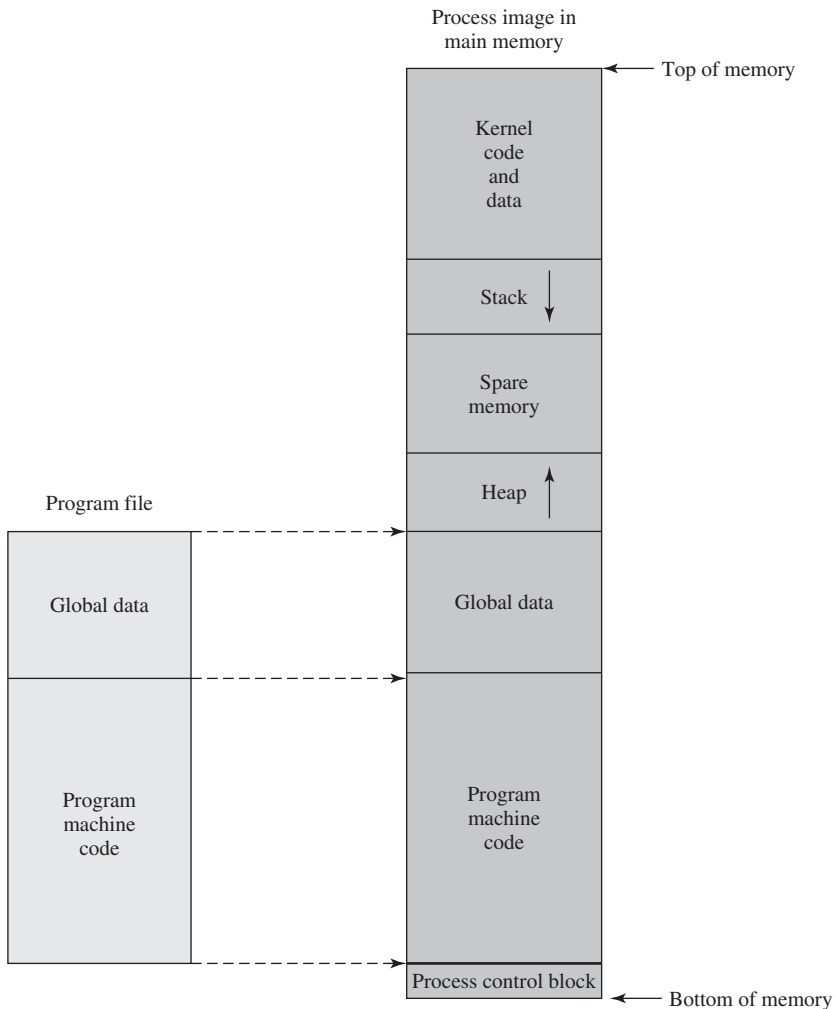 Process image in
main memory
Top of memory
Kernel
code
and
data
Stack
Spare
memory
Heap
Program file
Global data
Global data
Program
machine
code
Program
machine
code
Process control block
Bottom of memory